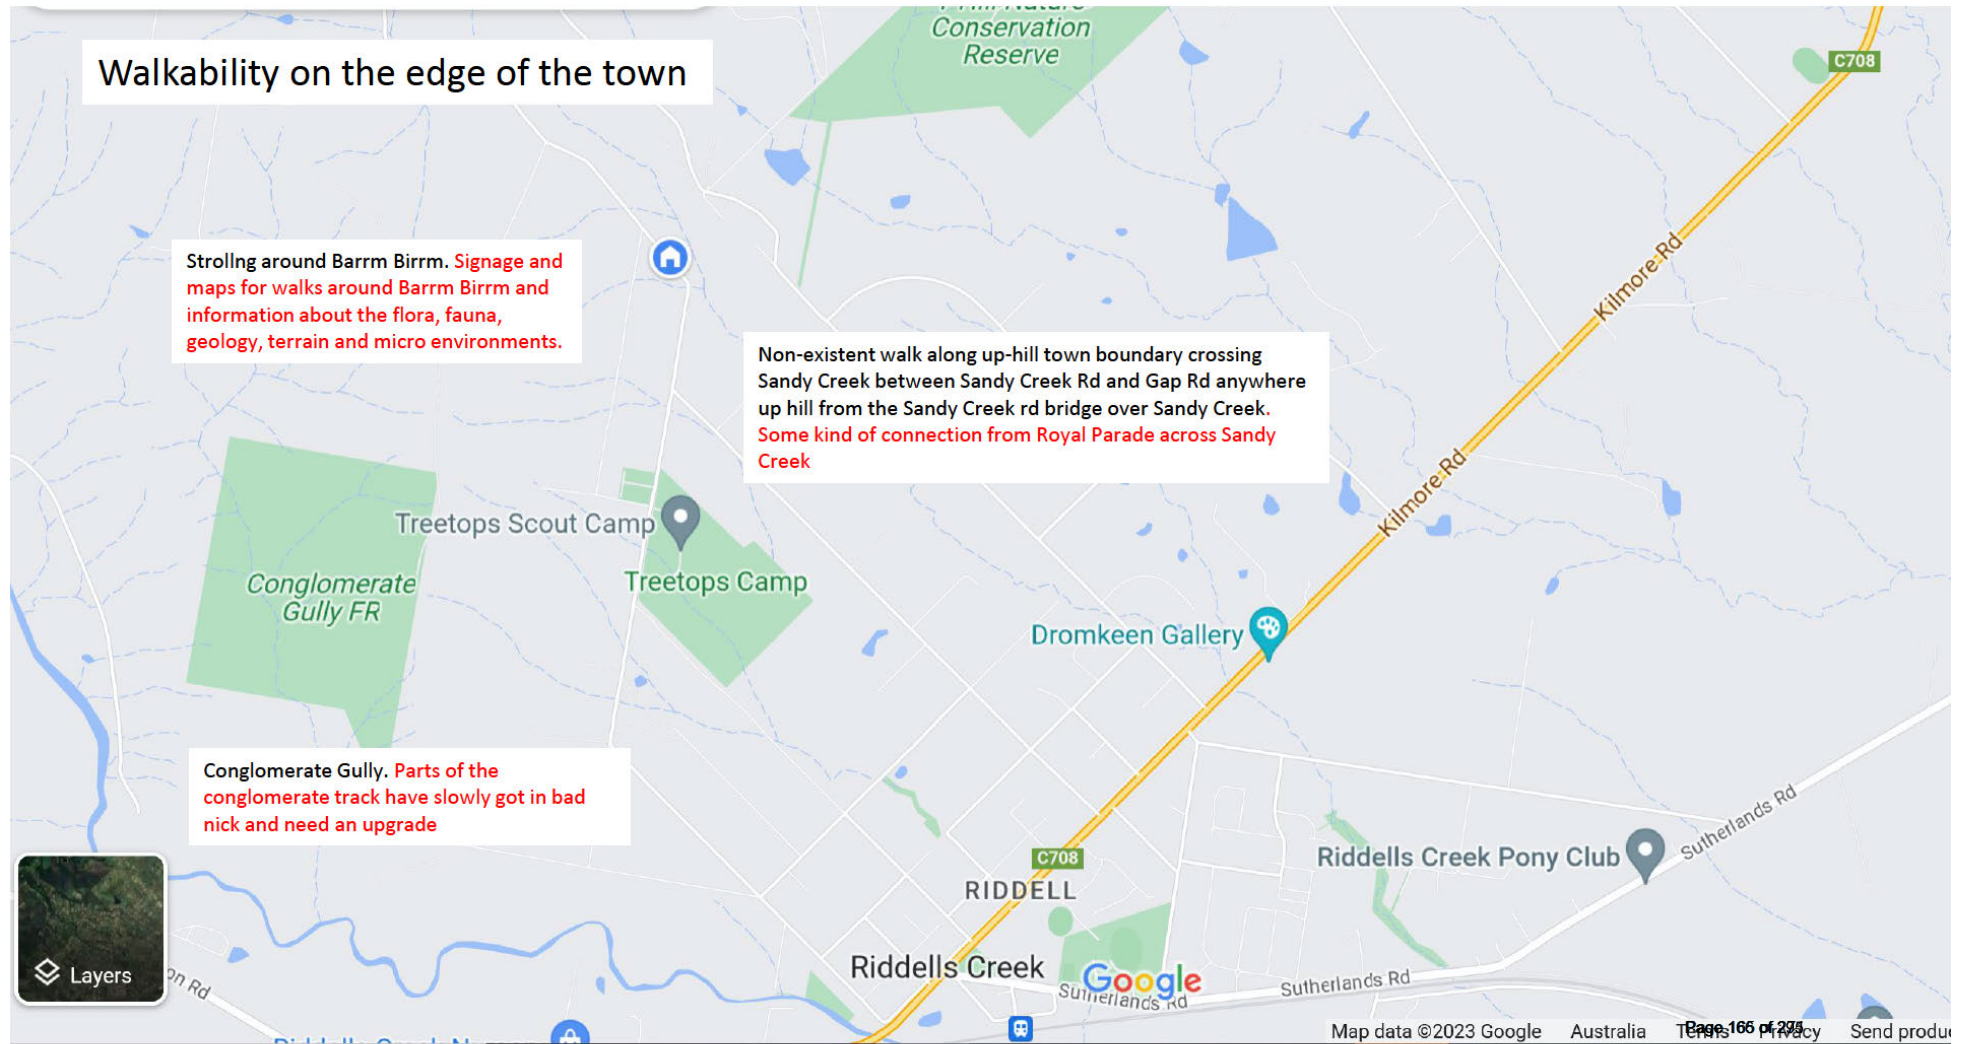 Conservation
Reserve
C708
Walkability on the edge of the town
Kilmore Rd
Strollng around Barrm Birrm. Signage and
maps for walks around Barrm Birrm and
information about the flora, fauna,
geology, terrain and micro environments.
Non-existent walk along up-hill town boundary crossing
Sandy Creek between Sandy Creek Rd and Gap Rd anywhere
up hill from the Sandy Creek rd bridge over Sandy Creek.
Some kind of connection from Royal Parade across Sandy
Creek
Kilmore Rd
Treetops Scout Camp
Treetops Camp
Conglomerate
Gully FR
Dromkeen Gallery
Conglomerate Gully. Parts of the
conglomerate track have slowly got in bad
nick and need an upgrade
Sutherlands Rd
Riddells Creek Pony Club
C708
RIDDELL
Riddells Creek
Google
Sutherlands Rd
Sutherlands Rd
Layers
on Rd
Map data ©2023 Google Australia Terms Privacy Send produ